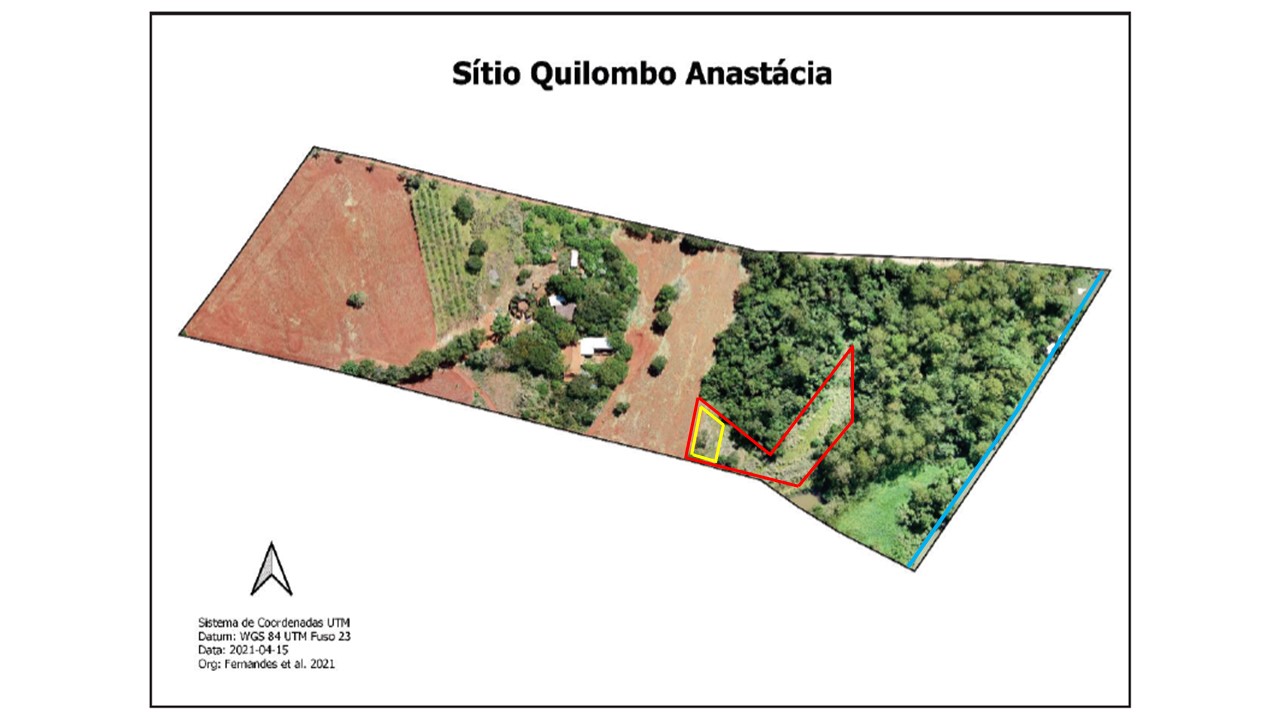 Sítio Quilombo Anastácia
Sistema de Coordenadas UTM
Datum: WGS 84 UTM Fuso 23
Data: 2021-04-15
Org: Fernandes et al. 2021